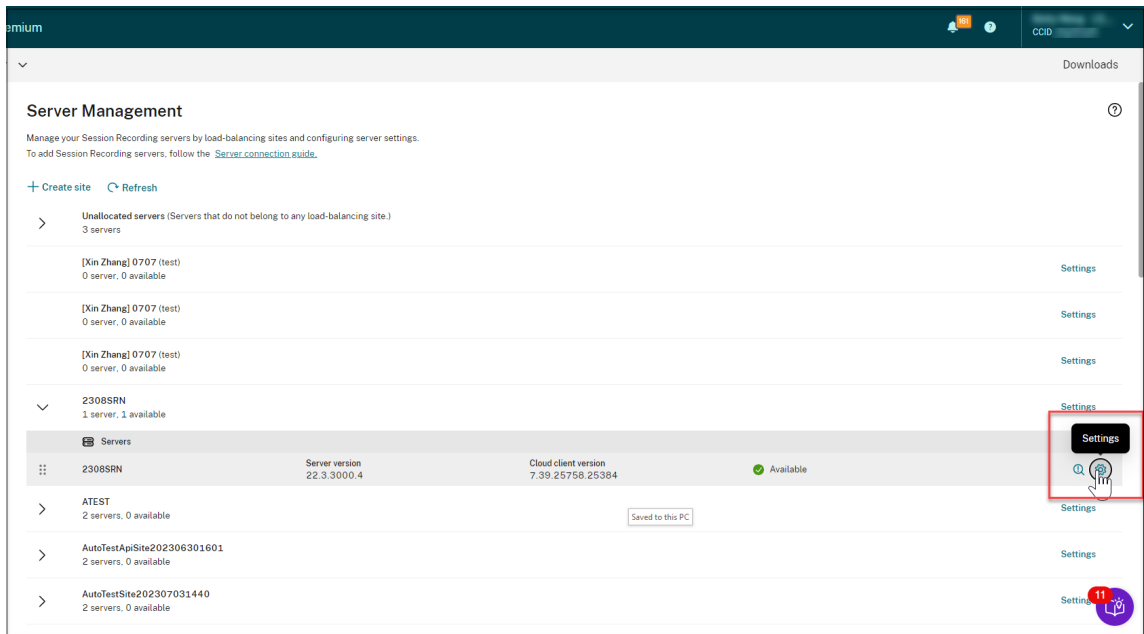 emium
161
CCID
Downloads
Server Management
Manage your Session Recording servers by load-balancing sites and configuring server settings.
To add Session Recording servers, follow the Server connection guide.
Create site Refresh
Unallocated servers (Servers that do not belong to any load-balancing site.)
3 servers
[Xin Zhang] 0707 (test)
0 server, 0 available
Settings
[Xin Zhang] 0707 (test)
0 server, 0 available
Settings
[Xin Zhang] 0707 (test)
0 server, 0 available
Settings
2308SRN
1 server, 1 available
Settings
Servers
Settings
2308SRN
Server version
22.3.3000.4
Cloud client version
7.39.25758.25384
Available
ATEST
2 servers, 0 available
Settings
Saved to this PC
AutoTestApiSite202306301601
2 servers, 0 available
Settings
AutoTestSite202307031440
2 servers, 0 available
Setting
11